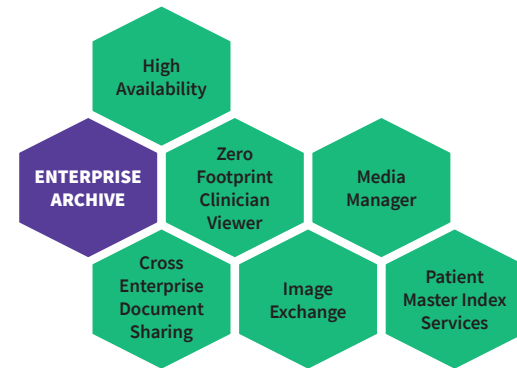 High
Availability
ENTERPRISE
ARCHIVE
Zero
Footprint
Clinician
Viewer
Media
Manager
Cross
Enterprise
Document
Sharing
Image
Exchange
Patient
Master Index
Services